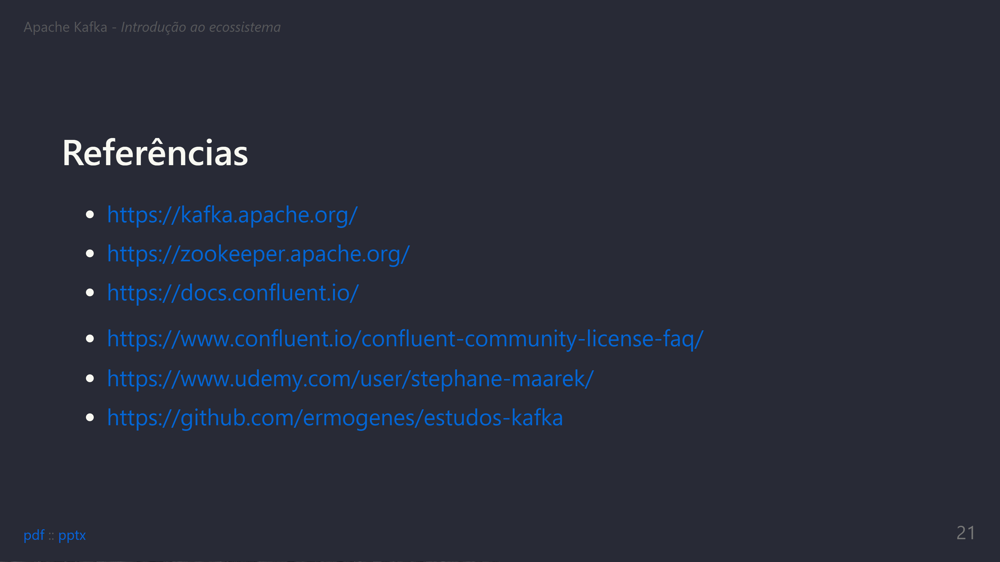 Apache Kafka - Introdução ao ecossistema
Referências
• https://kafka.apache.org/
• https://zookeeper.apache.org/
• https://docs.confluent.io/
• https://www.confluent.io/confluent-community-license-faq/
• https://www.udemy.com/user/stephane-maarek/
• https://github.com/ermogenes/estudos-kafka
pdf :: pptx
21